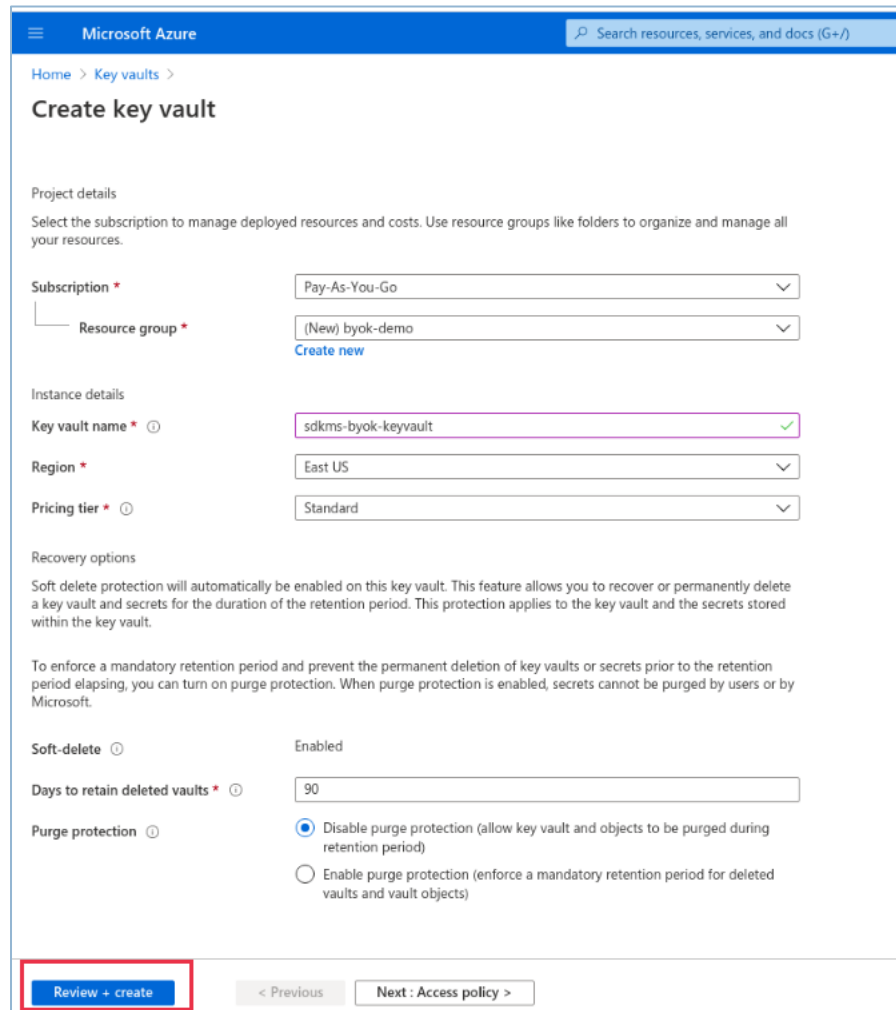 Microsoft Azure
Search resources, services, and docs (G+/)
Home > Key vaults >
Create key vault
Project details
Select the subscription to manage deployed resources and costs. Use resource groups like folders to organize and manage all
your resources.
Subscription *
Pay-As-You-Go
Resource group *
(New) byok-demo
Create new
Instance details
Key vault name *
sdkms-byok-keyvault
Region *
East US
Pricing tier *
Standard
Recovery options
Soft delete protection will automatically be enabled on this key vault. This feature allows you to recover or permanently delete
a key vault and secrets for the duration of the retention period. This protection applies to the key vault and the secrets stored
within the key vault.
To enforce a mandatory retention period and prevent the permanent deletion of key vaults or secrets prior to the retention
period elapsing, you can turn on purge protection. When purge protection is enabled, secrets cannot be purged by users or by
Microsoft.
Soft-delete
Enabled
Days to retain deleted vaults *
90
Purge protection
Disable purge protection (allow key vault and objects to be purged during
retention period)
Enable purge protection (enforce a mandatory retention period for deleted
vaults and vault objects)
Review + create
< Previous
Next : Access policy >